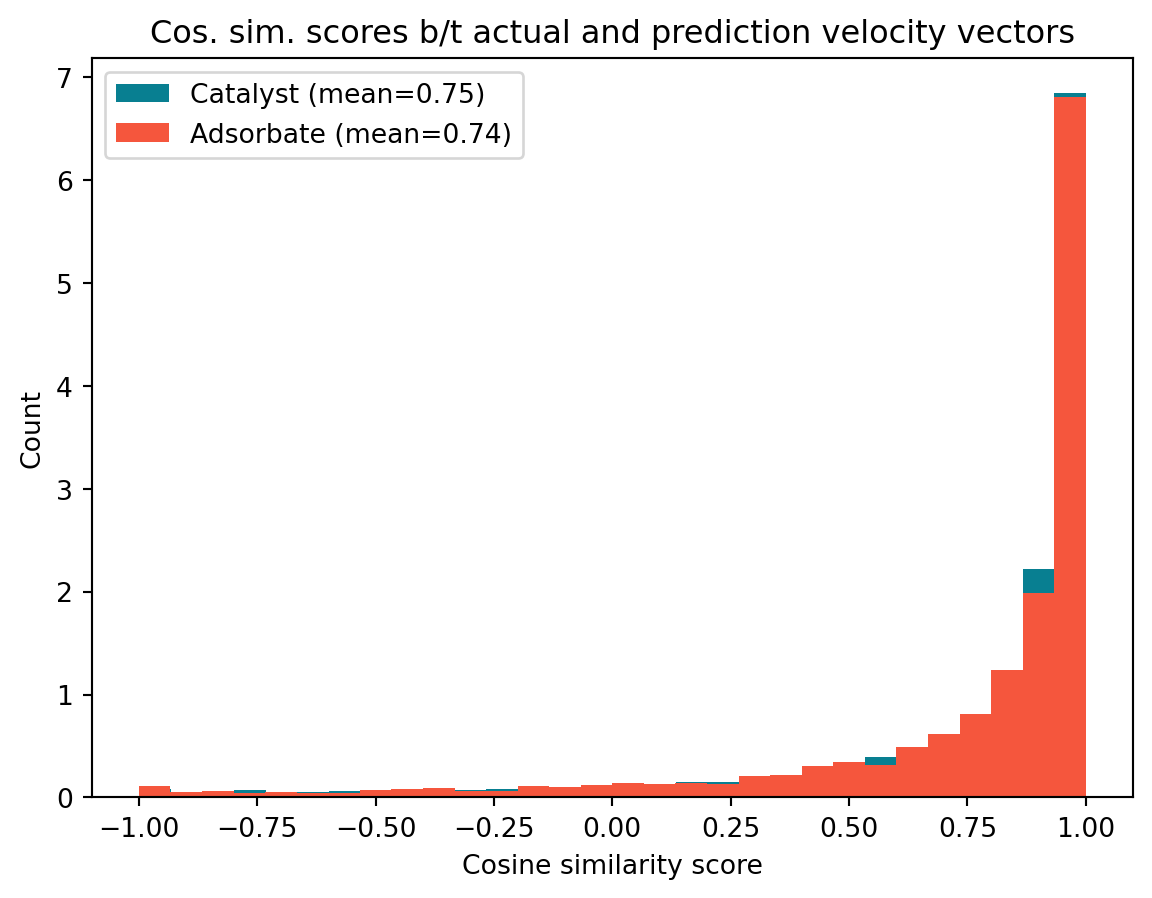 Cos. sim. scores b/t actual and prediction velocity vectors
Catalyst (mean=0.75)
Adsorbate (mean=0.74)
7
6
5
4
3
2
1
0
Count
−1.00 −0.75 −0.50 −0.25 0.00 0.25 0.50 0.75 1.00
Cosine similarity score